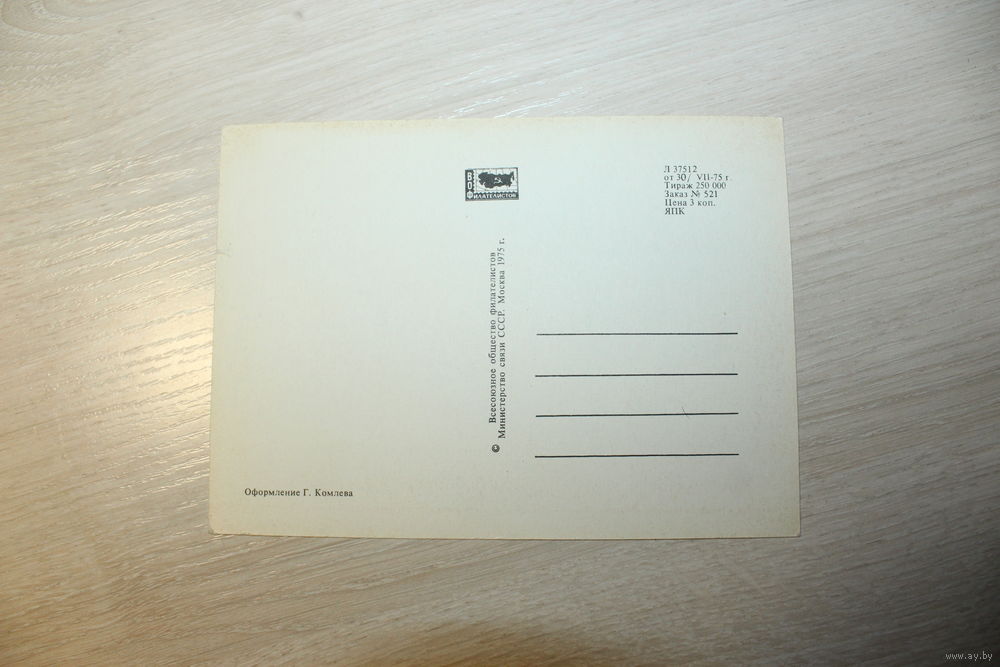 ВО
ФИЛАТЕЛИСТОВ
Л 37512
от 30/ VII-75 г.
Тираж 250 000
Заказ № 521
Цена 3 коп.
ЯПК
© Всесоюзное общество филателистов
Министерство связи СССР. Москва 1975 г.
Оформление Г. Комлева
www.ay.by